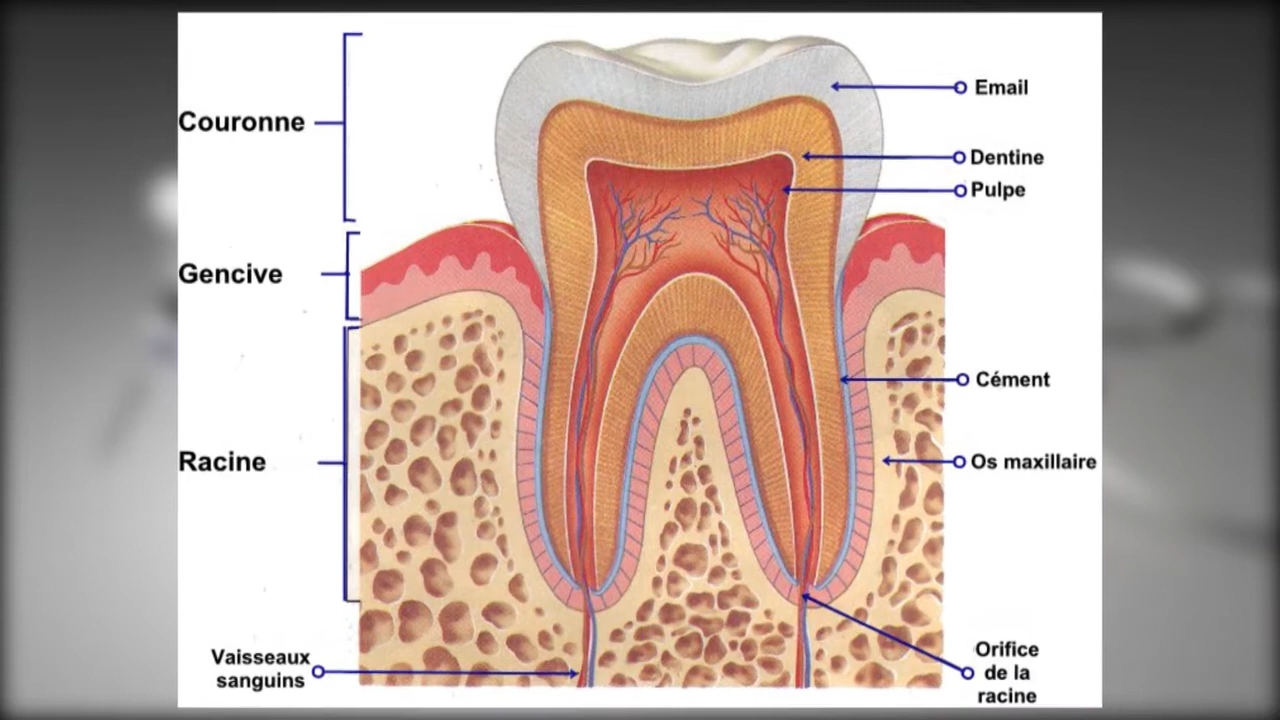 Couronne
Gencive
Racine
Vaisseaux
sanguins
Email
Dentine
Pulpe
Cément
Os maxillaire
Orifice
de la
racine